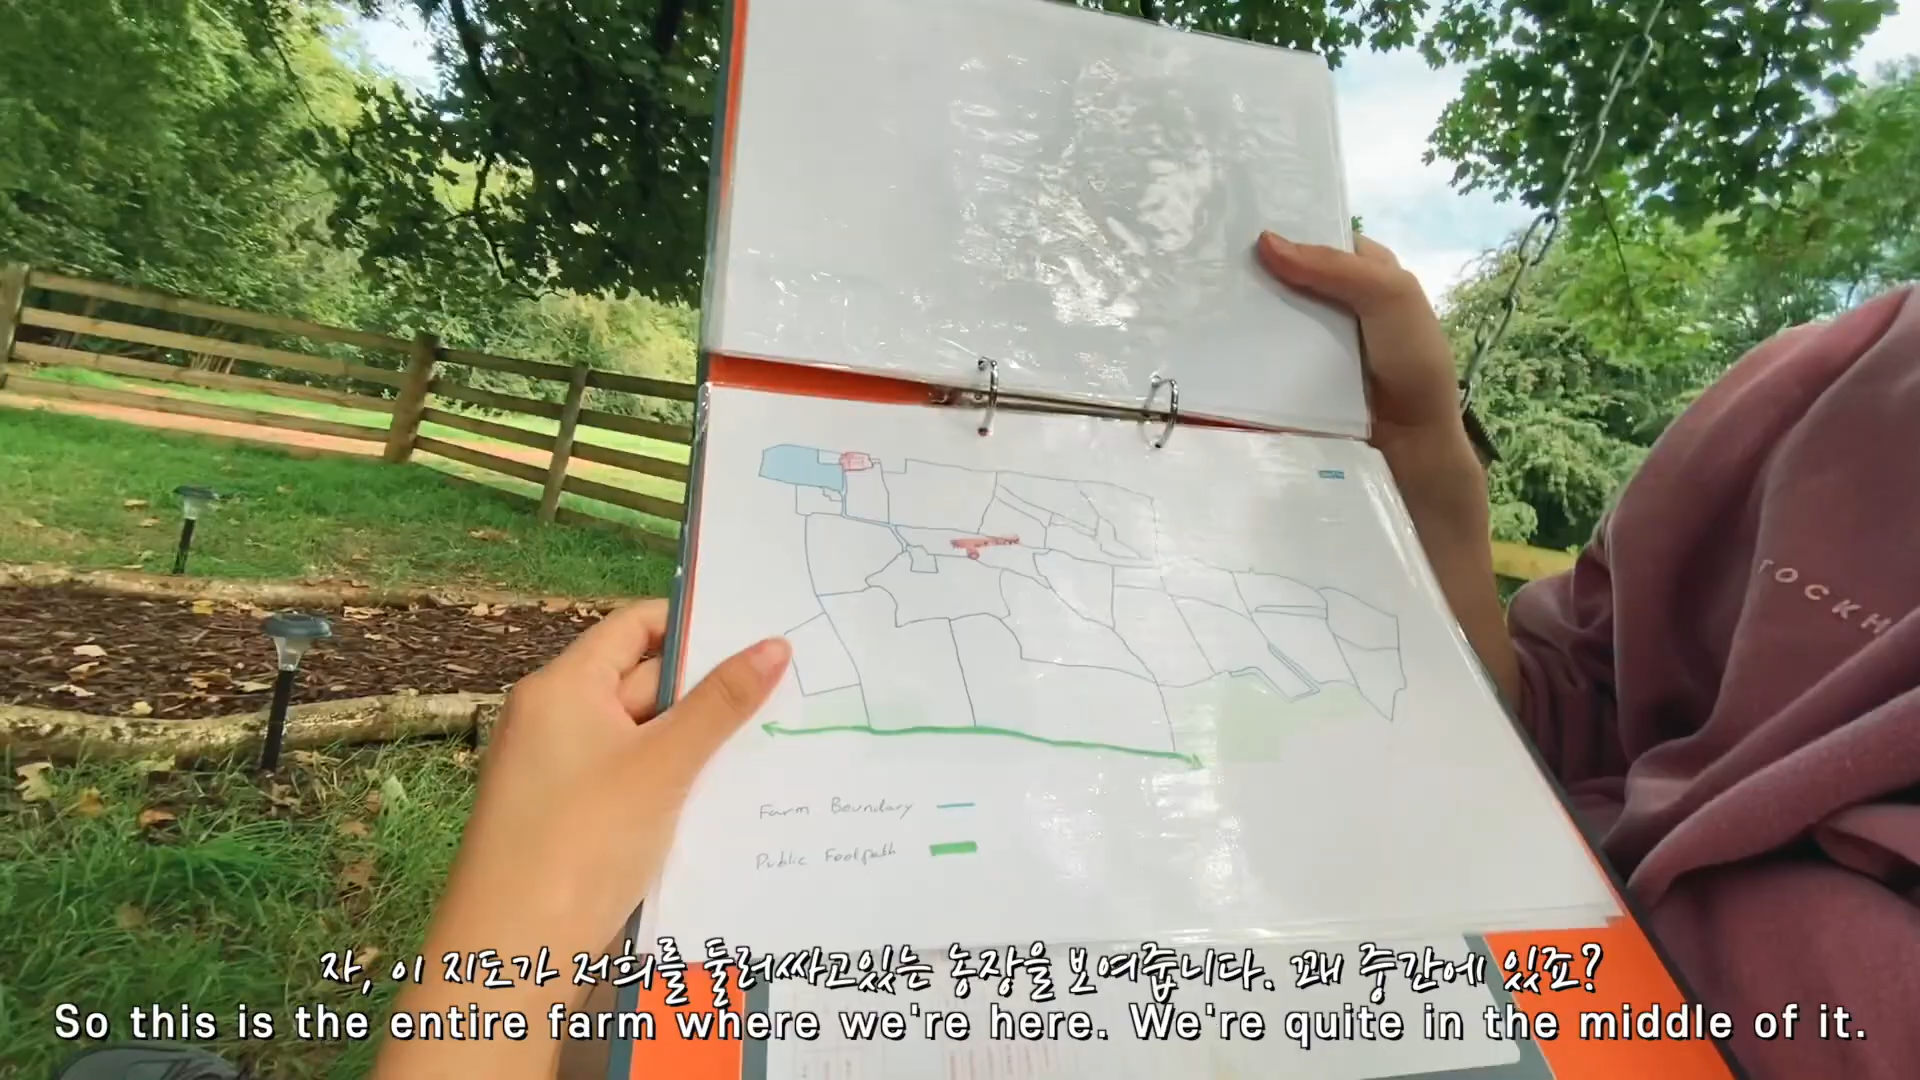 TOCKH
Farm Boundary
Public Footpath
자, 이 지도가 저희를 둘러싸고있는 농장을 보여줍니다. 꽤 중간에 있죠?
So this is the entire farm where we're here. We're quite in the middle of it.